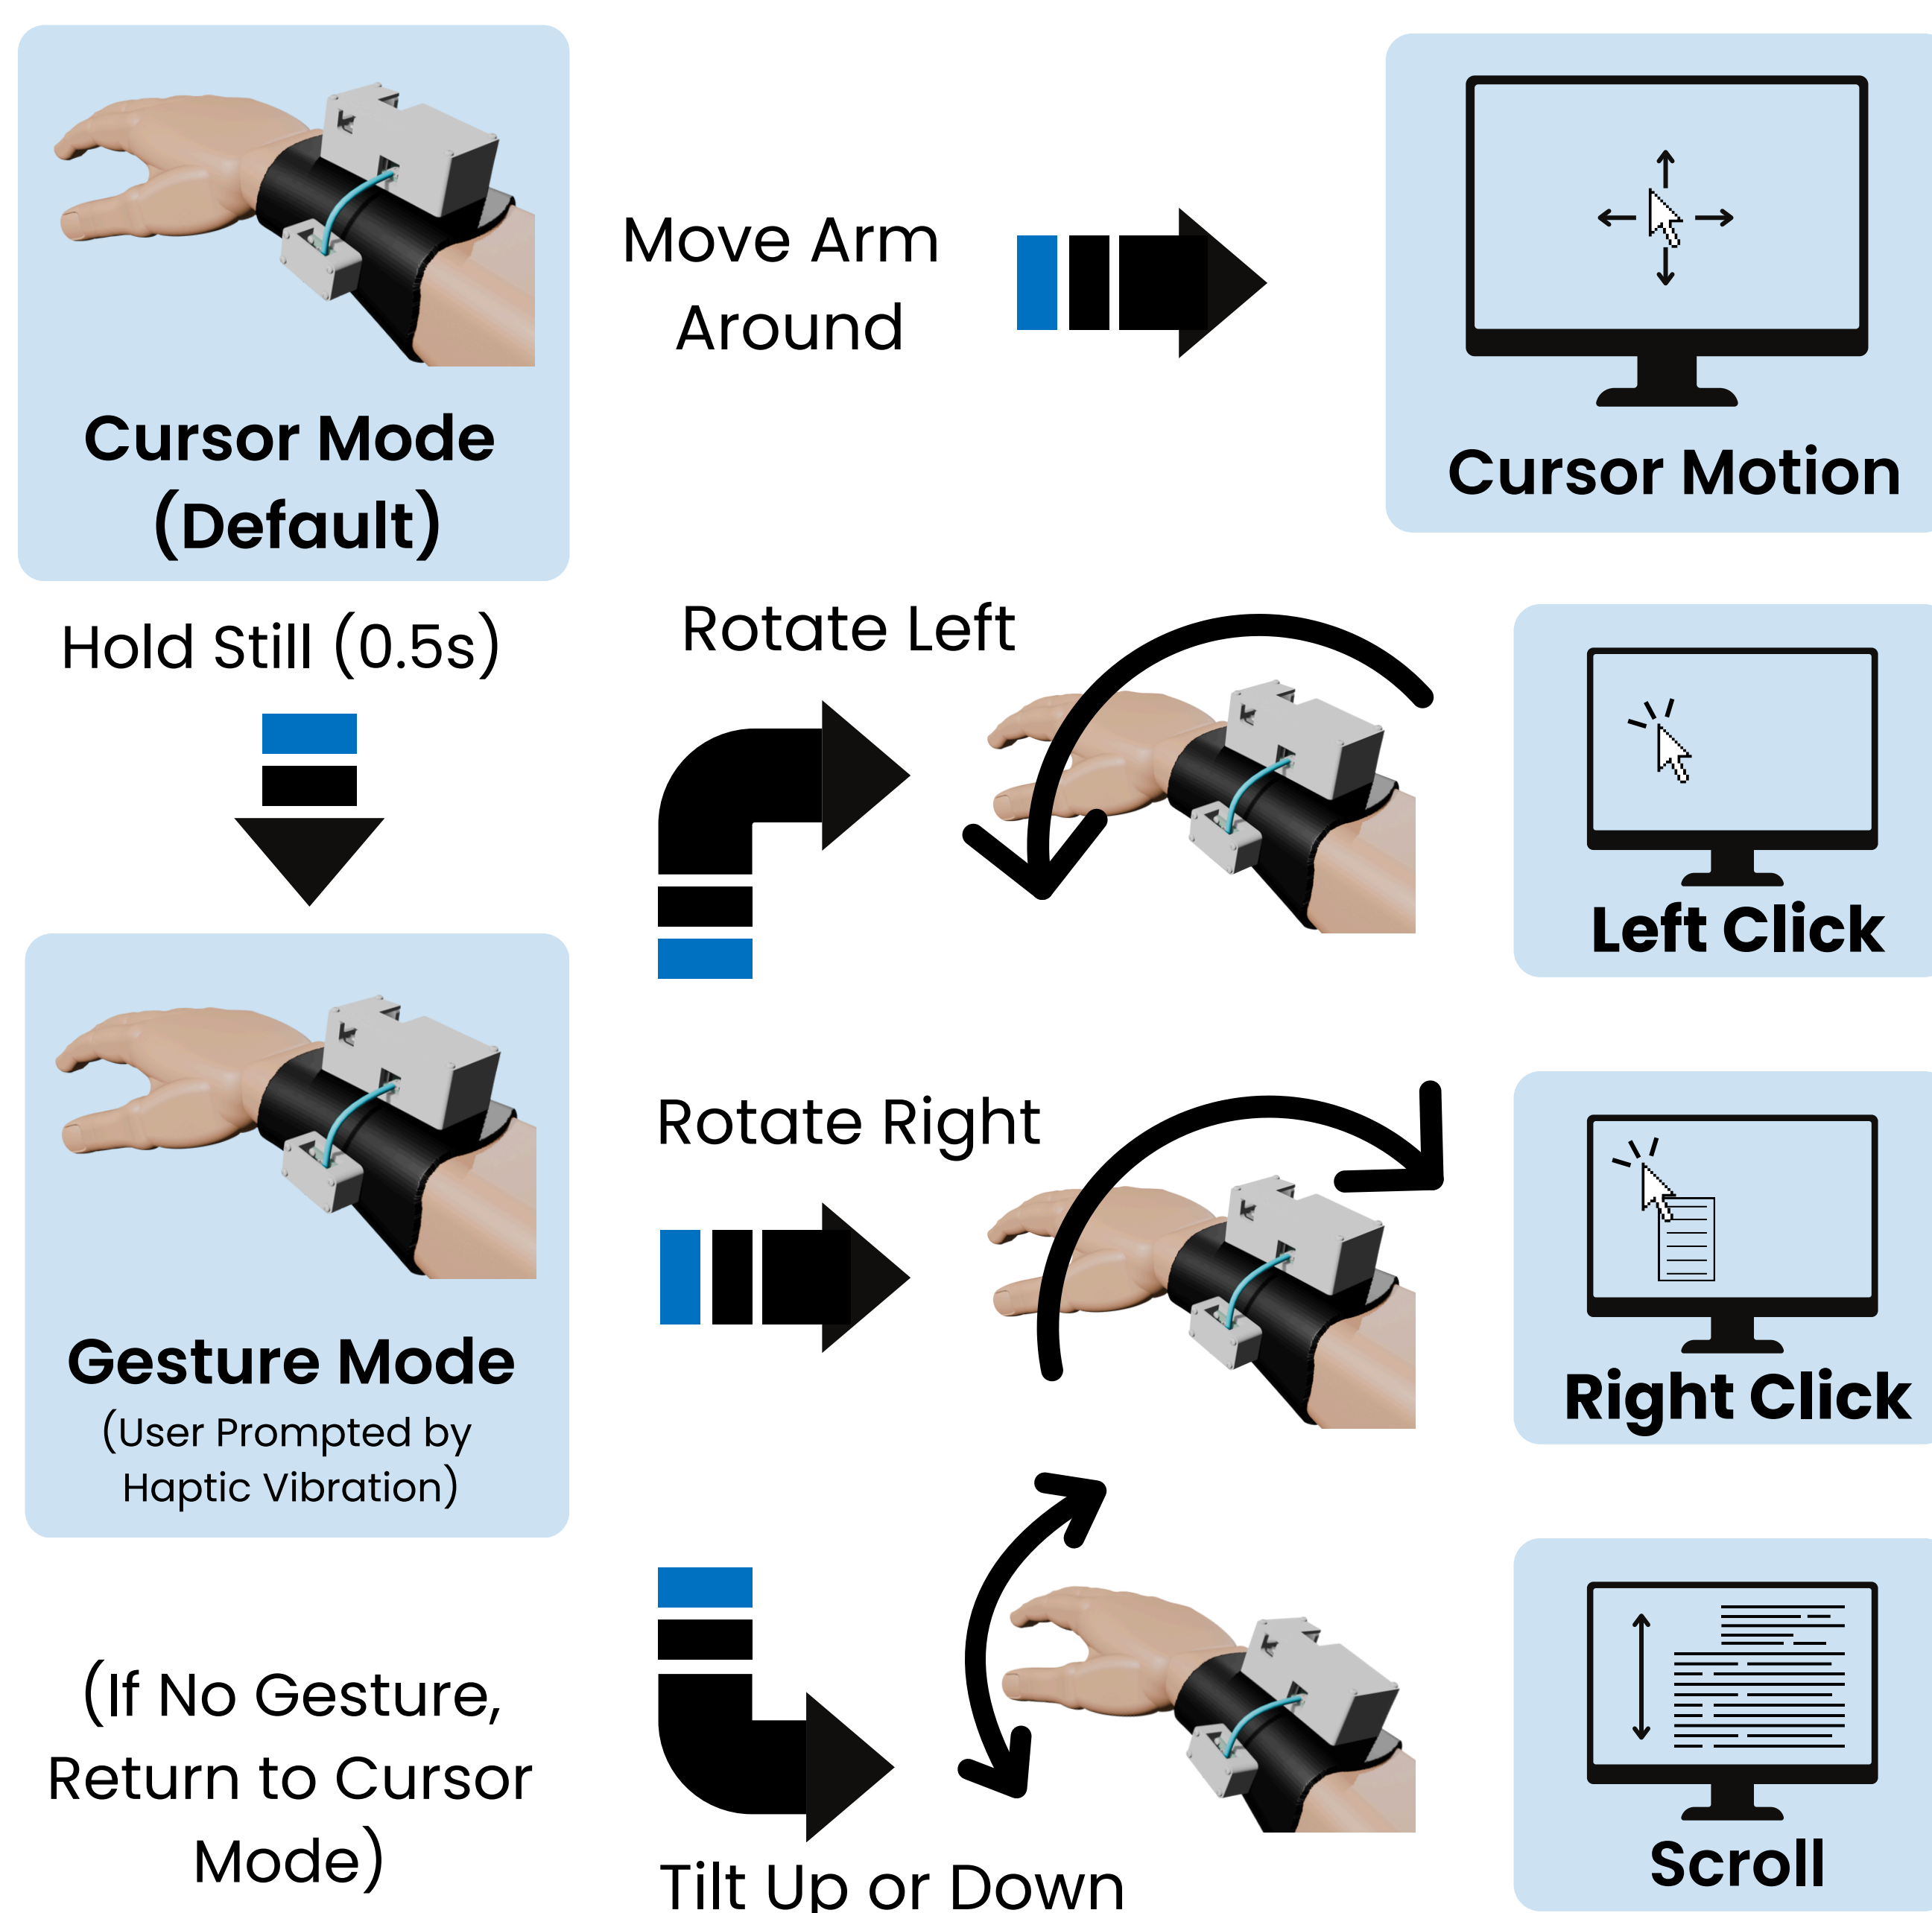 Cursor Mode
(Default)
Move Arm
Around
Cursor Motion
Hold Still (0.5s)
Rotate Left
Left Click
Gesture Mode
(User Prompted by
Haptic Vibration)
Rotate Right
Right Click
(If No Gesture,
Return to Cursor
Mode)
Tilt Up or Down
Scroll